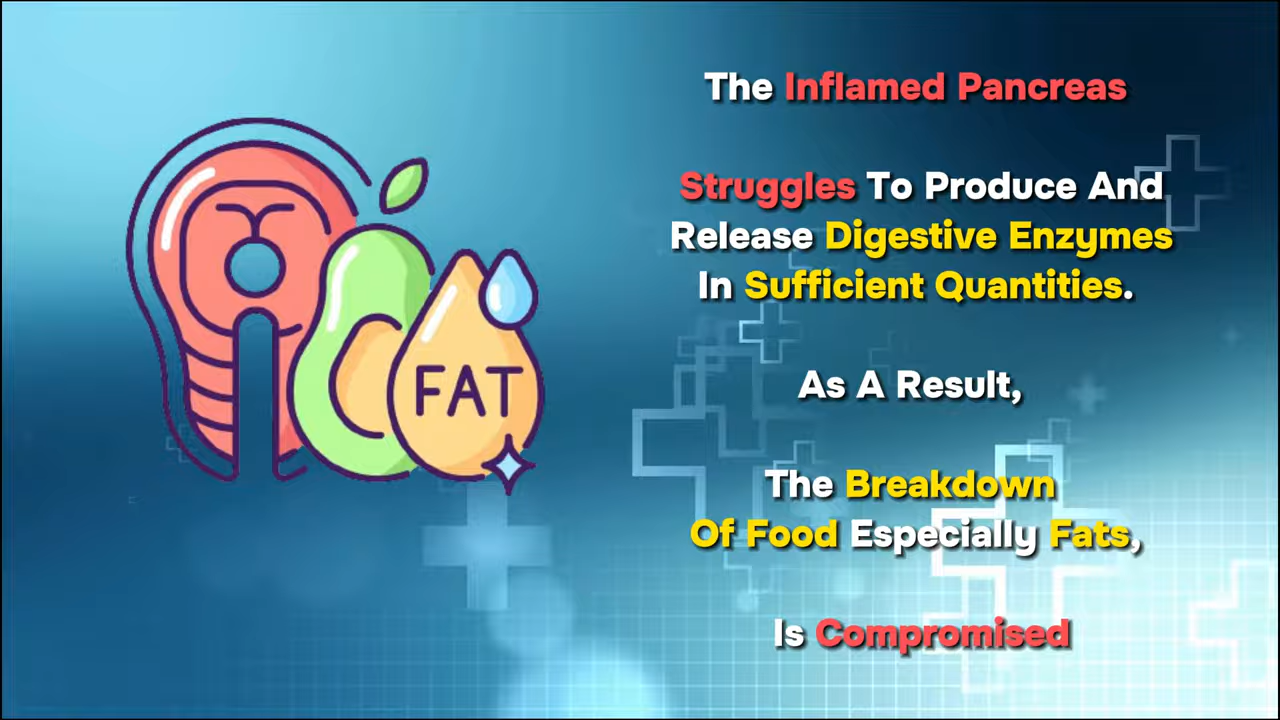 The Inflamed Pancreas
Struggles To Produce And
Release Digestive Enzymes
In Sufficient Quantities.
As A Result,
The Breakdown
Of Food Especially Fats,
Is Compromised
FAT